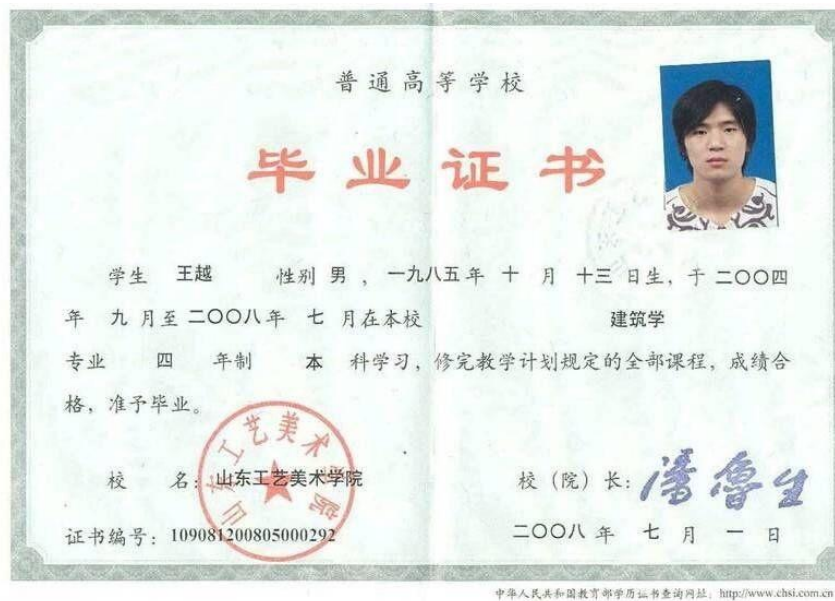 普通高等学校
毕业证书
学生 王越 性别 男 ，一九八五年 十 月 十三 日生，于 二〇〇四
年 九 月至 二〇〇八年 七 月在本校 建筑学
专业 四 年制 本 科学习，修完教学计划规定的全部课程，成绩合
格，准予毕业。
山东工艺美术学院
校 名：山东工艺美术学院
校（院）长：潘鲁生
证书编号：109081200805000292
二〇〇八 年 七 月 一 日
中华人民共和国教育部学历证书查询网址：http://www.chsi.com.cn